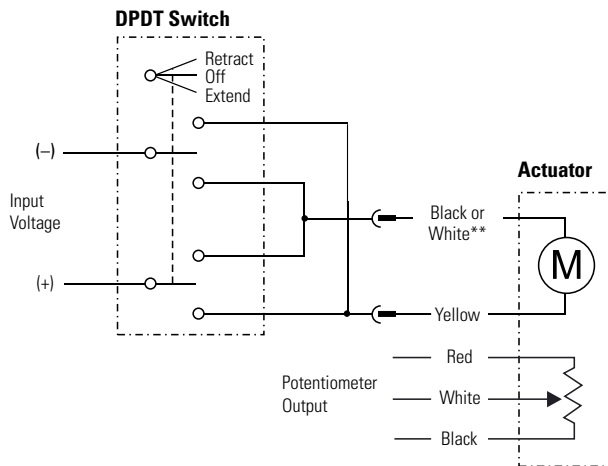 DPDT Switch
Retract
Off
Extend
(–)
Input
Voltage
(+)
Actuator
Black or
White**
M
Yellow
Red
Potentiometer
Output
White
Black